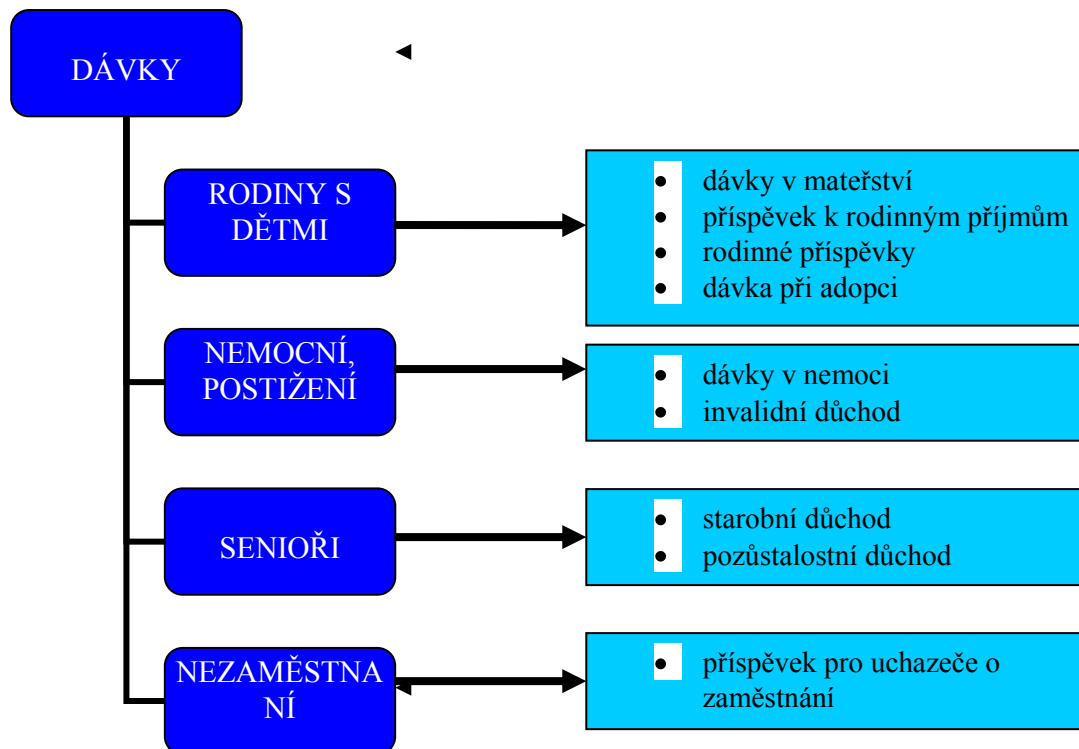 DÁVKY
RODINY S
DĚTMI
• dávky v mateřství
• příspěvek k rodinným příjmům
• rodinné příspěvky
• dávka při adopci
NEMOCNÍ,
POSTIŽENÍ
• dávky v nemoci
• invalidní důchod
SENIOŘI
• starobní důchod
• pozůstalostní důchod
NEZAMĚSTNA
NÍ
• příspěvek pro uchazeče o
zaměstnání